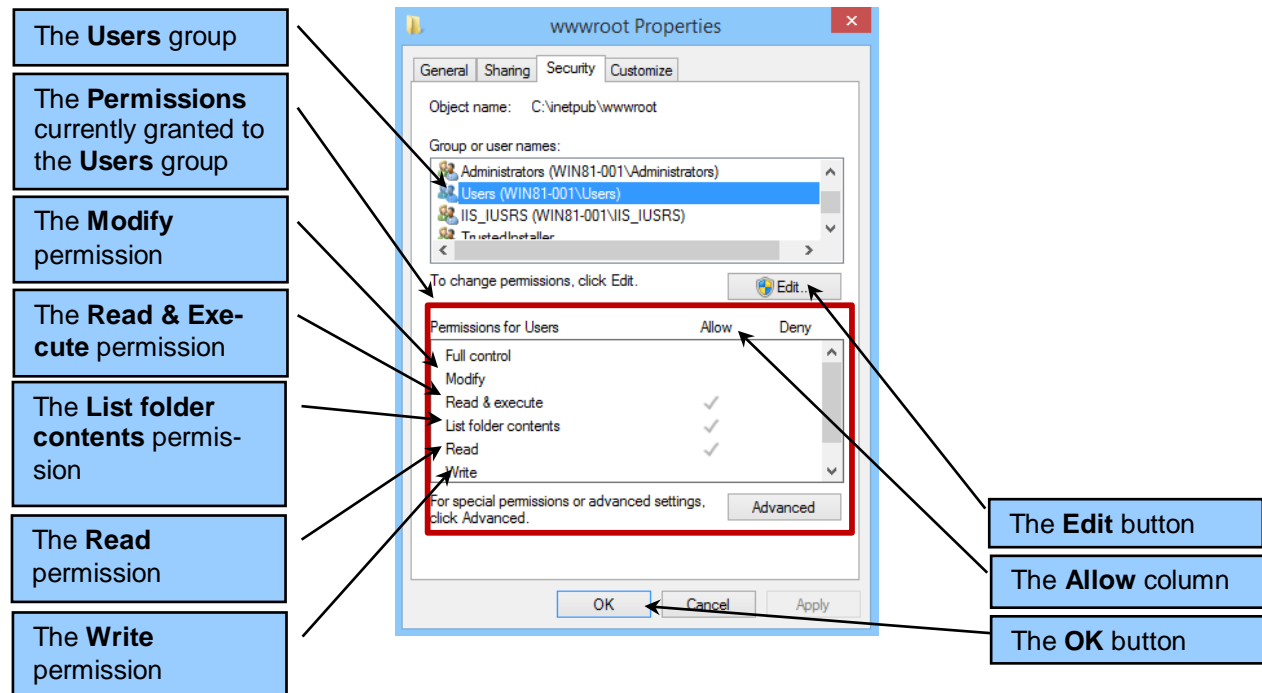 The Users group
The Permissions
currently granted to
the Users group
The Modify
permission
The Read & Exe-
cute permission
The List folder
contents permis-
sion
The Read
permission
The Write
permission
wwwroot Properties
General Sharing Security Customize
Object name: C:\inetpub\wwwroot
Group or user names:
Administrators (WIN81-001\Administrators)
Users (WIN81-001\Users)
IIS_IUSRS (WIN81-001\IIS_IUSRS)
TrustedInstaller
To change permissions, click Edit.
Edit...
Permissions for Users Allow Deny
Full control
Modify
Read & execute
List folder contents
Read
Write
For special permissions or advanced settings,
click Advanced.
Advanced
OK Cancel Apply
The Edit button
The Allow column
The OK button